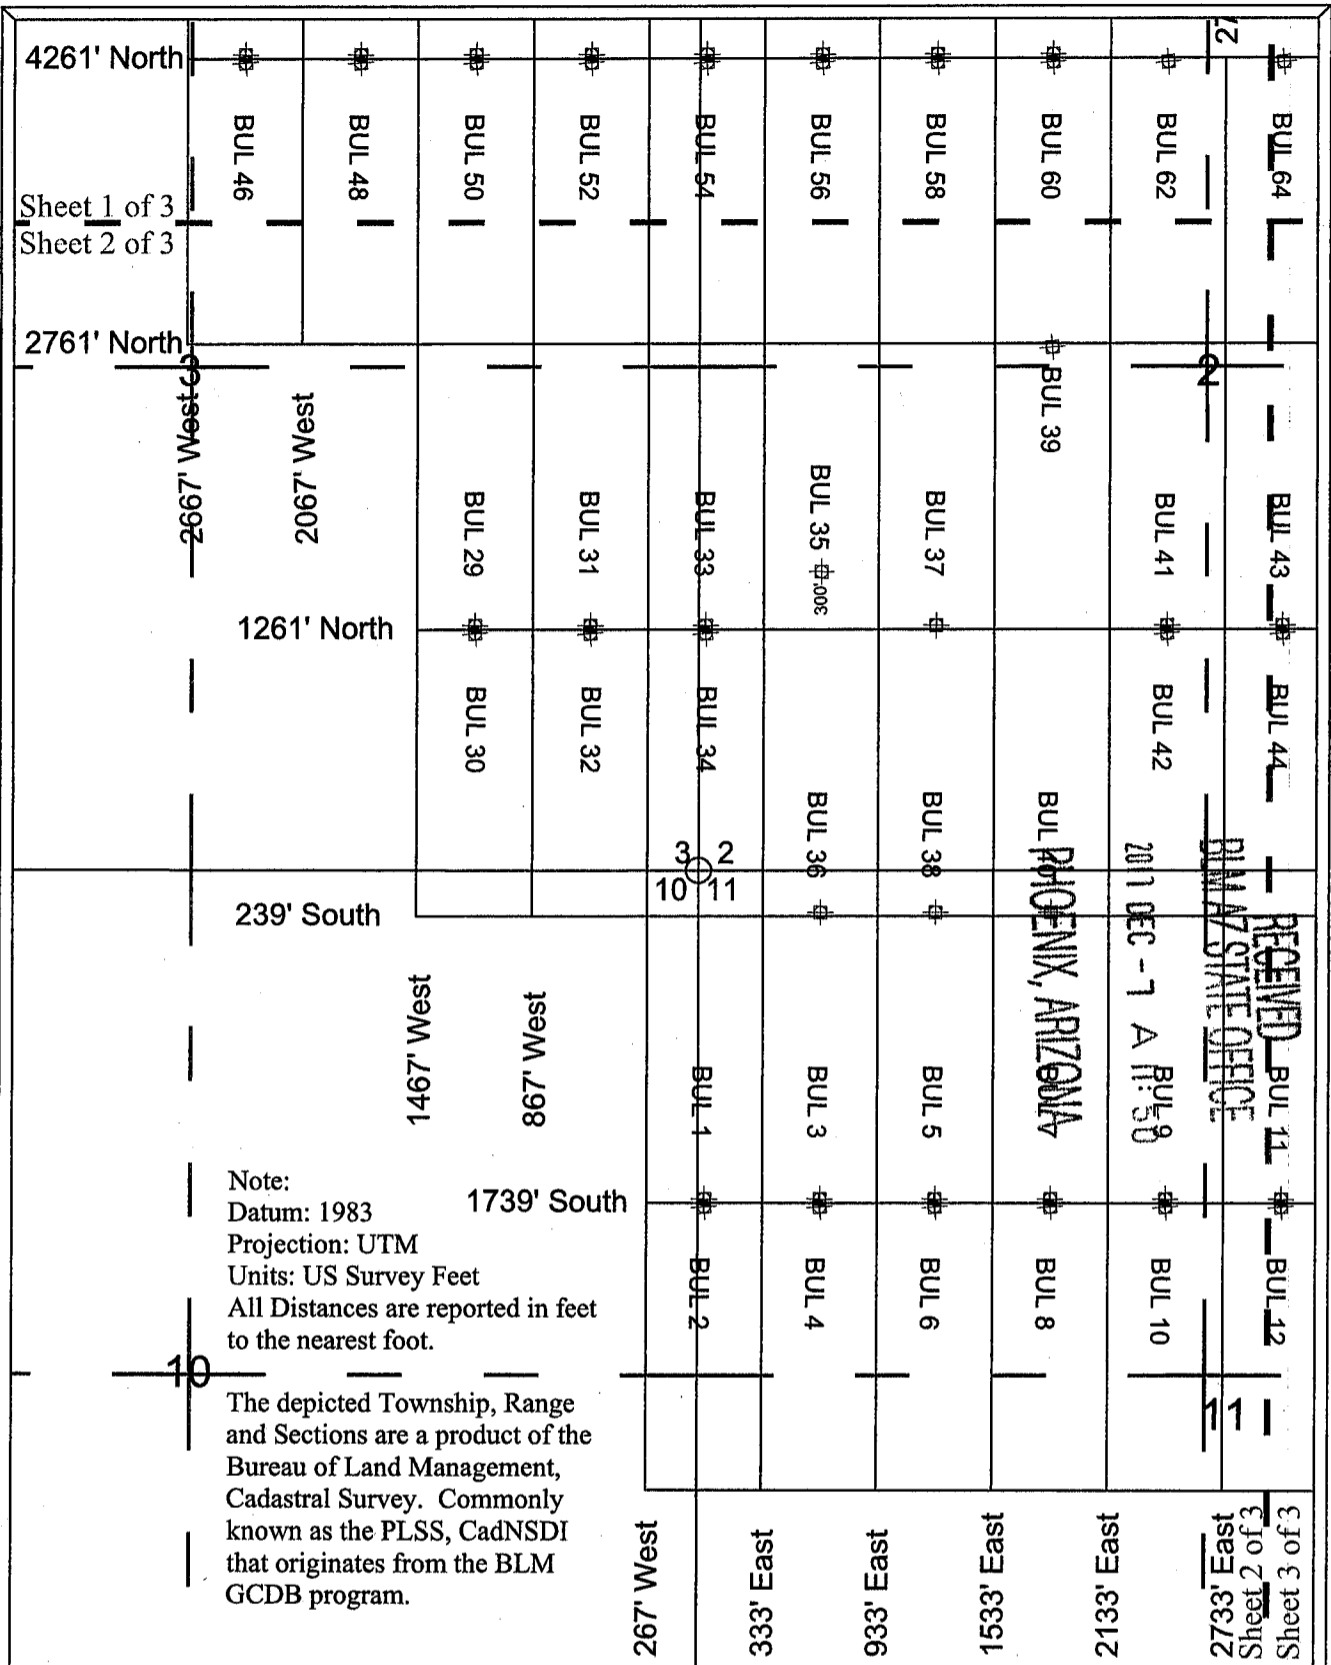 4261' North
27
BUL 46
BUL 48
BUL 50
BUL 52
BUL 54
BUL 56
BUL 58
BUL 60
BUL 62
BUL 64
Sheet 1 of 3
Sheet 2 of 3
2761' North
3
2
2667' West
2067' West
BUL 39
BUL 29
BUL 31
BUL 33
BUL 35
300'
BUL 37
BUL 41
BUL 43
1261' North
BUL 30
BUL 32
BUL 34
BUL 36
BUL 38
BUL 40
BUL 42
BUL 44
3 2
10 11
239' South
RECEIVED
BLM AZ STATE OFFICE
2017 DEC -7 A 11: 50
PHOENIX, ARIZONA
1467' West
867' West
BUL 1
BUL 3
BUL 5
BUL 7
BUL 9
BUL 11
1739' South
BUL 2
BUL 4
BUL 6
BUL 8
BUL 10
BUL 12
Note:
Datum: 1983
Projection: UTM
Units: US Survey Feet
All Distances are reported in feet
to the nearest foot.
10
11
The depicted Township, Range
and Sections are a product of the
Bureau of Land Management,
Cadastral Survey. Commonly
known as the PLSS, CadNSDI
that originates from the BLM
GCDB program.
267' West
333' East
933' East
1533' East
2133' East
2733' East
Sheet 2 of 3
Sheet 3 of 3